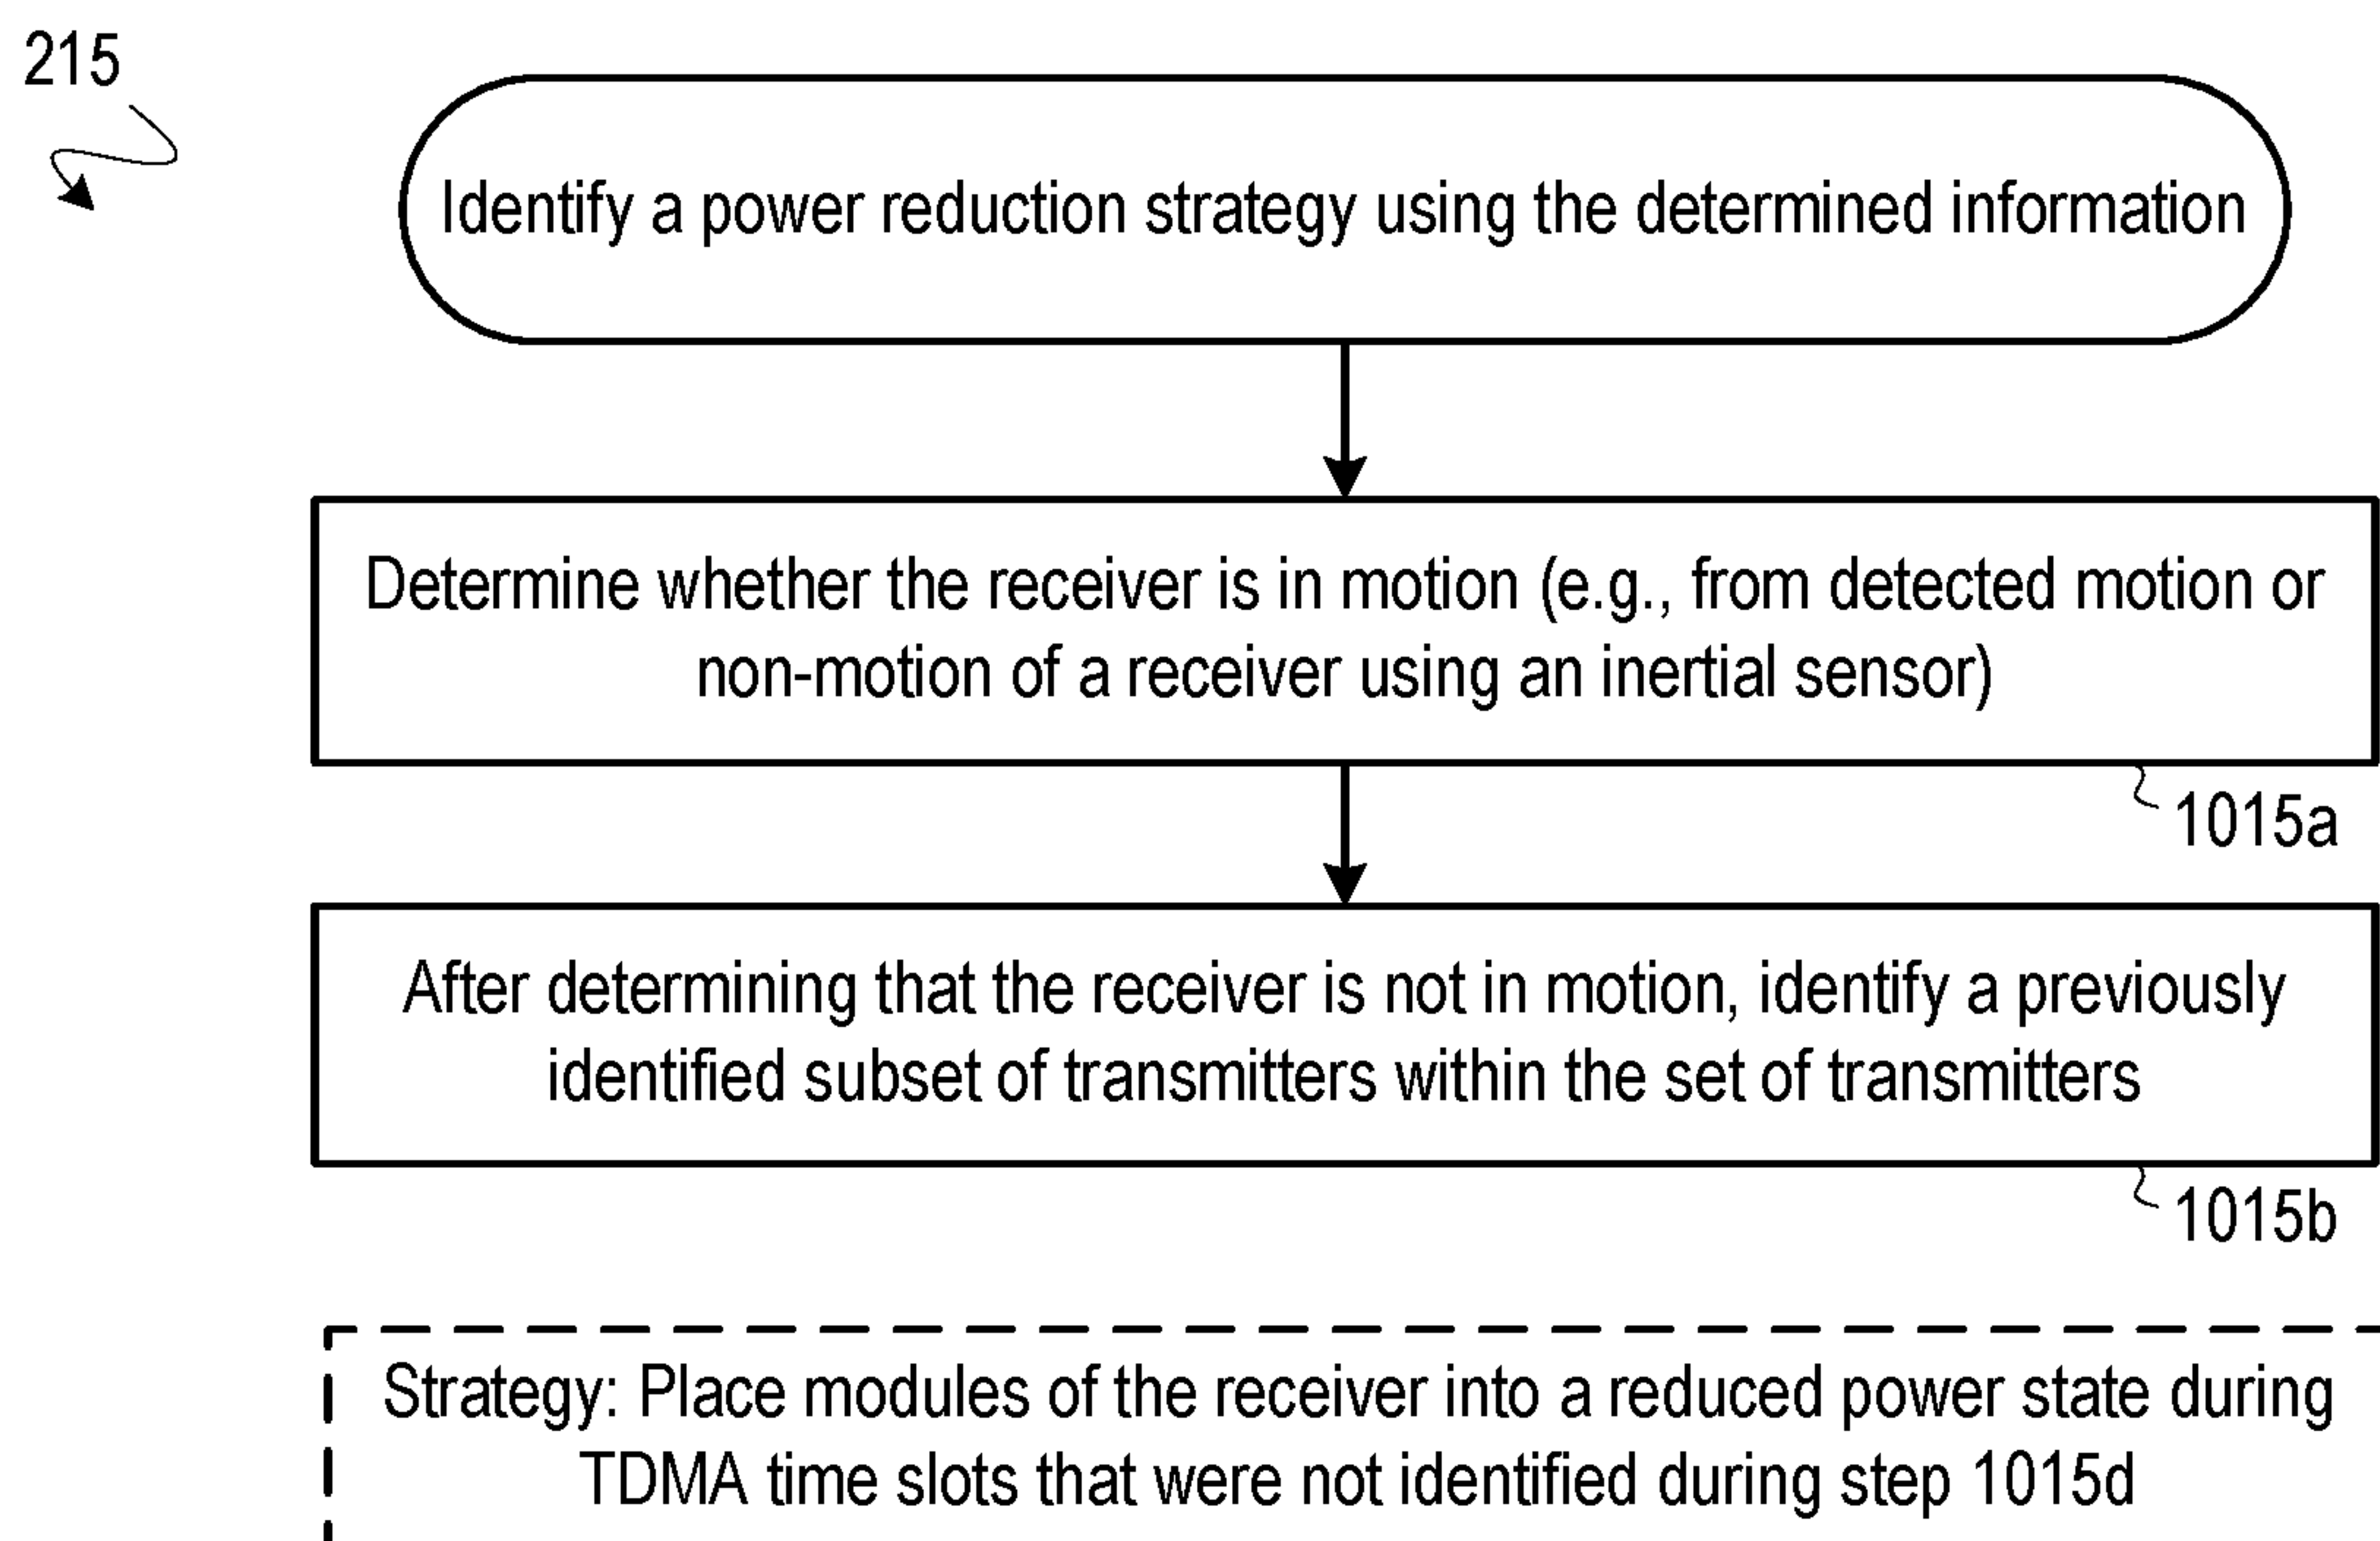 215
Identify a power reduction strategy using the determined information
Determine whether the receiver is in motion (e.g., from detected motion or
non-motion of a receiver using an inertial sensor)
1015a
After determining that the receiver is not in motion, identify a previously
identified subset of transmitters within the set of transmitters
1015b
Strategy: Place modules of the receiver into a reduced power state during
TDMA time slots that were not identified during step 1015d